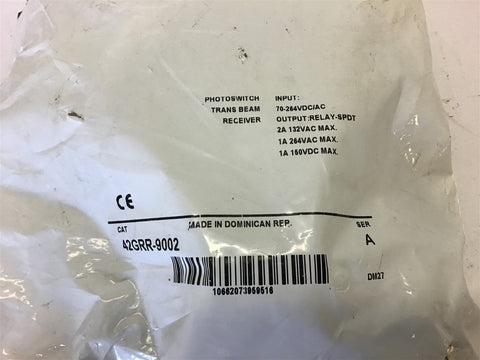 PHOTOSWITCH INPUT:
TRANS BEAM 70-264VDC/AC
RECEIVER OUTPUT:RELAY-SPDT
2A 132VAC MAX.
1A 264VAC MAX.
1A 150VDC MAX.
CE
CAT MADE IN DOMINICAN REP. SER
42GRR-9002 A
10662073959516 DM27